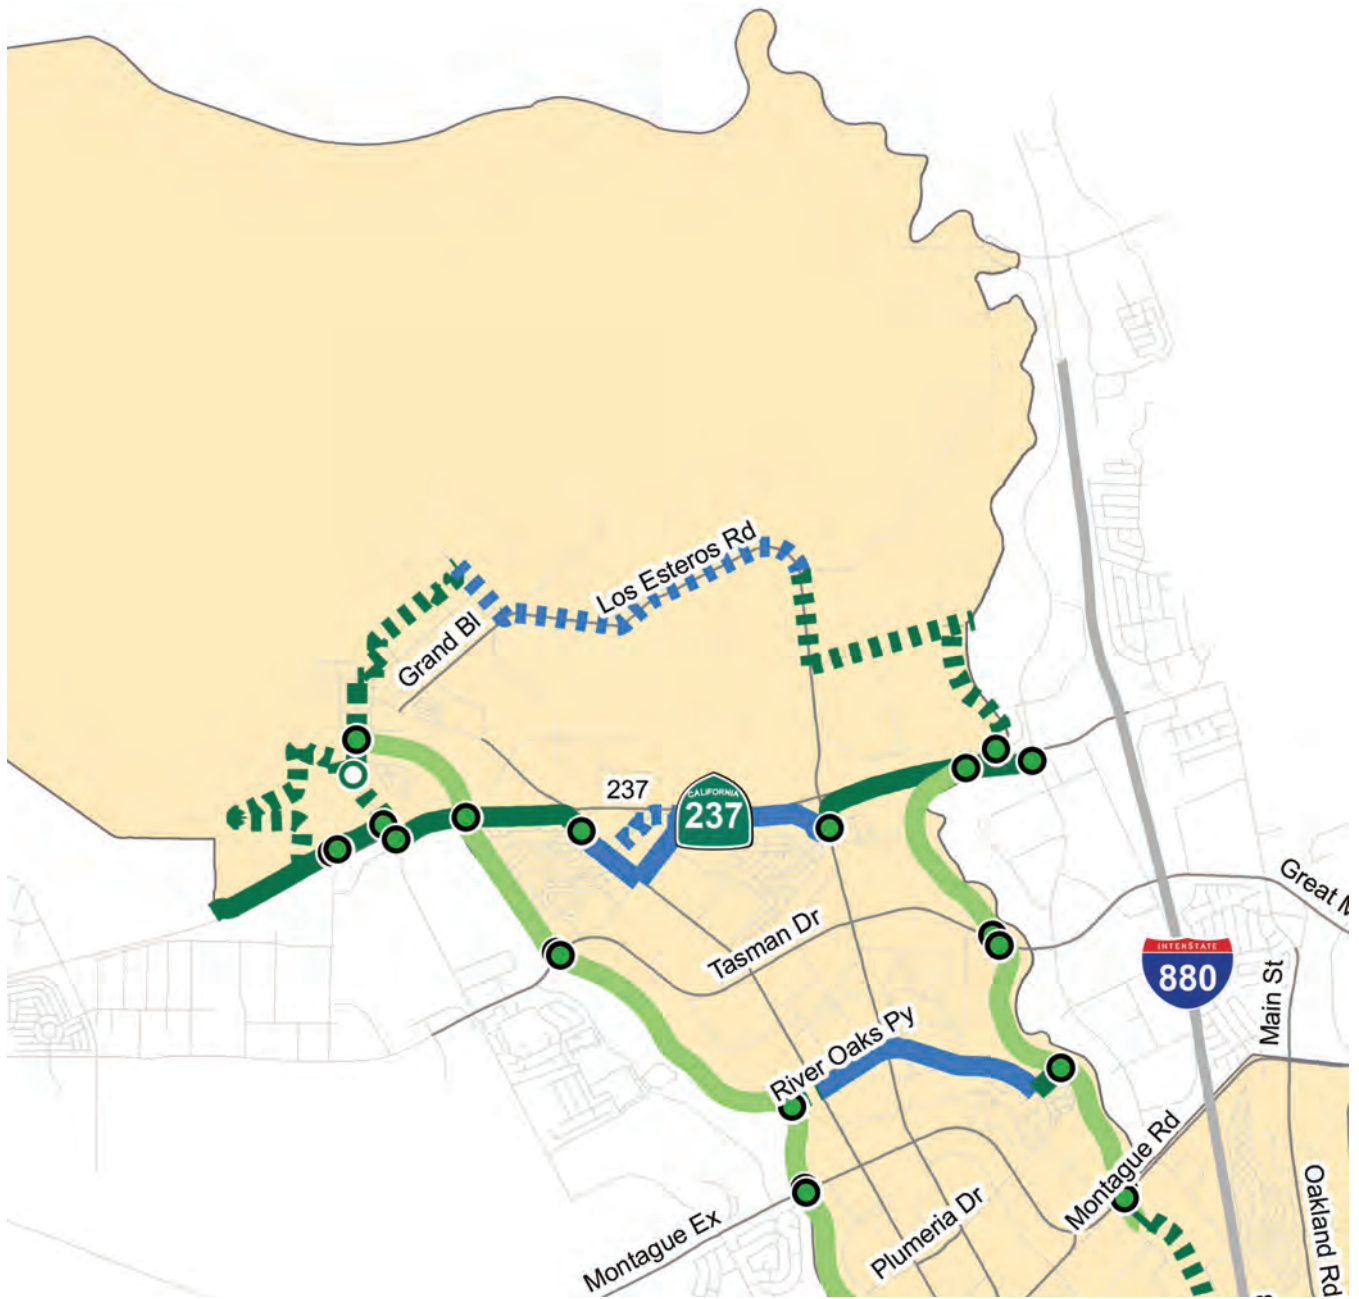 Los Esteros Rd
Grand Bl
237
CALIFORNIA
237
Great M
Tasman Dr
INTERSTATE
880
Main St
River Oaks Py
Montague Rd
Oakland Rd
Plumeria Dr
Montague Ex